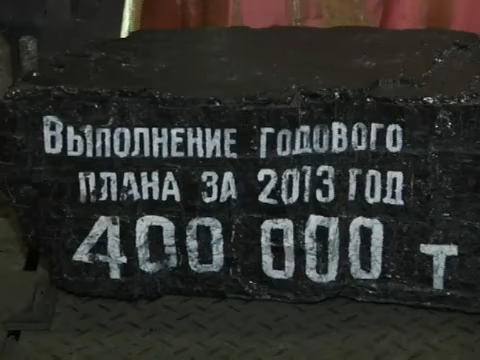 Выполнение годового
плана за 2013 год
400 000 т